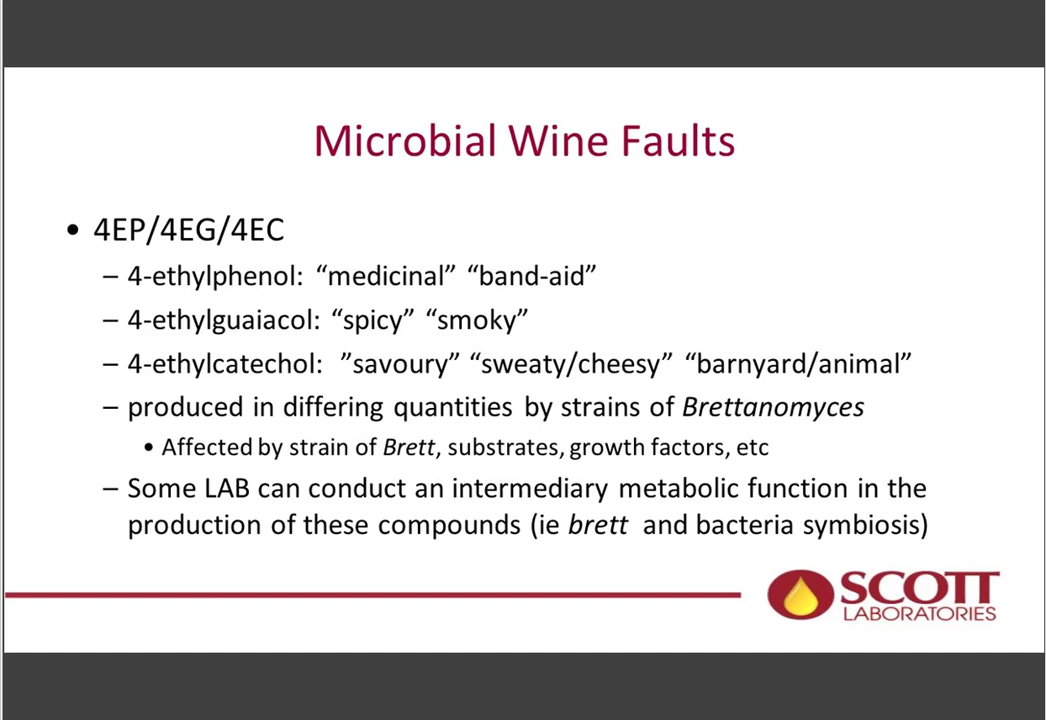 Microbial Wine Faults
• 4EP/4EG/4EC
– 4-ethylphenol: “medicinal” “band-aid”
– 4-ethylguaiacol: “spicy” “smoky”
– 4-ethylcatechol: ”savoury” “sweaty/cheesy” “barnyard/animal”
– produced in differing quantities by strains of Brettanomyces
• Affected by strain of Brett, substrates, growth factors, etc
– Some LAB can conduct an intermediary metabolic function in the
production of these compounds (ie brett and bacteria symbiosis)
SCOTT
LABORATORIES